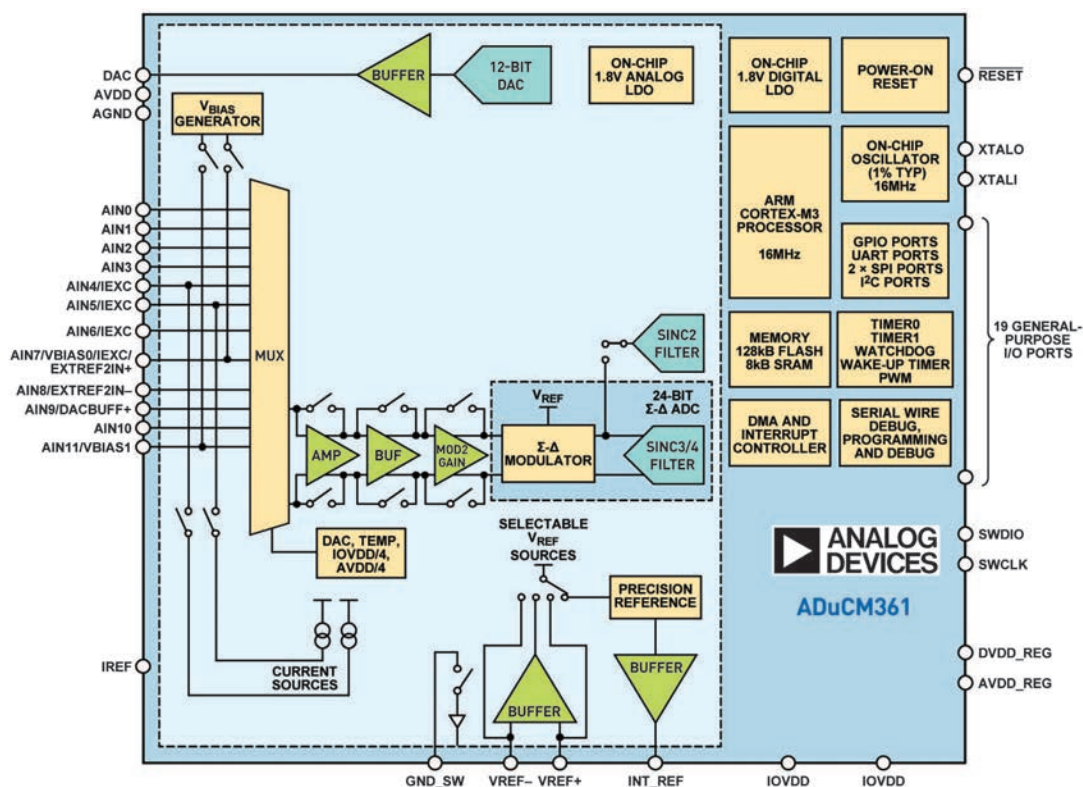 DAC
AVDD
AGND
BUFFER
12-BIT
DAC
ON-CHIP
1.8V ANALOG
LDO
ON-CHIP
1.8V DIGITAL
LDO
POWER-ON
RESET
RESET
VBIAS
GENERATOR
ARM
CORTEX-M3
PROCESSOR
16MHz
ON-CHIP
OSCILLATOR
(1% TYP)
16MHz
XTALO
XTALI
AIN0
AIN1
AIN2
AIN3
AIN4/IEXC
AIN5/IEXC
AIN6/IEXC
AIN7/VBIAS0/IEXC/
EXTREF2IN+
AIN8/EXTREF2IN–
AIN9/DACBUFF+
AIN10
AIN11/VBIAS1
MUX
GPIO PORTS
UART PORTS
2 × SPI PORTS
I2C PORTS
19 GENERAL-
PURPOSE
I/O PORTS
SINC2
FILTER
MEMORY
128kB FLASH
8kB SRAM
TIMER0
TIMER1
WATCHDOG
WAKE-UP TIMER
PWM
AMP
BUF
MOD2
GAIN
VREF
24-BIT
Σ-Δ ADC
Σ-Δ
MODULATOR
SINC3/4
FILTER
DMA AND
INTERRUPT
CONTROLLER
SERIAL WIRE
DEBUG,
PROGRAMMING
AND DEBUG
DAC, TEMP,
IOVDD/4,
AVDD/4
SELECTABLE
VREF
SOURCES
PRECISION
REFERENCE
ANALOG
DEVICES
ADuCM361
SWDIO
SWCLK
IREF
CURRENT
SOURCES
BUFFER
BUFFER
DVDD_REG
AVDD_REG
GND_SW
VREF–
VREF+
INT_REF
IOVDD
IOVDD